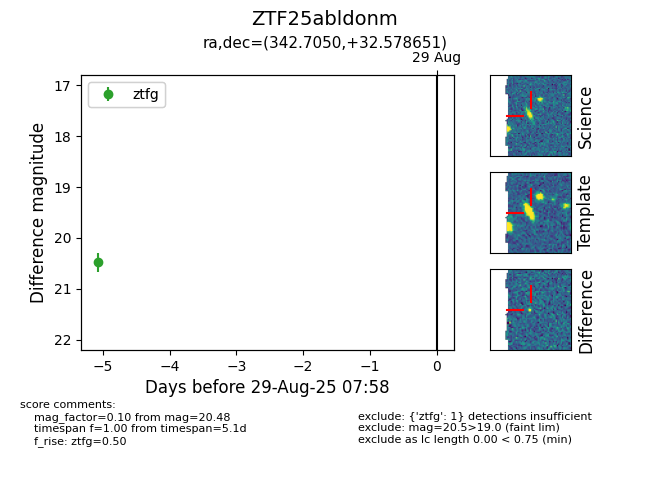 ZTF25abldonm
ra,dec=(342.7050,+32.578651)
29 Aug
ztfg
17
18
19
20
21
22
Difference magnitude
−5
−4
−3
−2
−1
0
Days before 29-Aug-25 07:58
Science
Template
Difference
score comments:
mag_factor=0.10 from mag=20.48
timespan f=1.00 from timespan=5.1d
f_rise: ztfg=0.50
exclude: {'ztfg': 1} detections insufficient
exclude: mag=20.5>19.0 (faint lim)
exclude as lc length 0.00 < 0.75 (min)